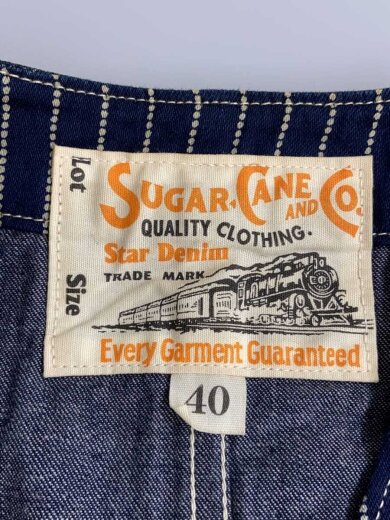 Lot
Size
SUGAR CANE AND CO.
QUALITY CLOTHING.
Star Denim
TRADE MARK
Every Garment Guaranteed
40